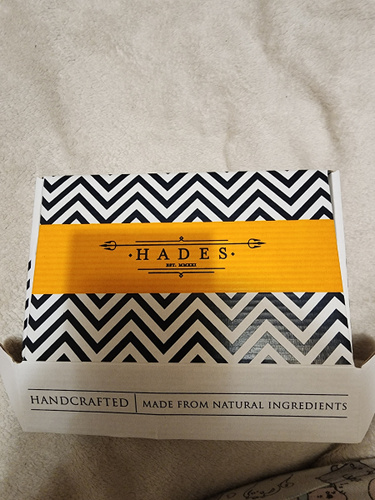 ·HADES·
EST. MMXXI
HANDCRAFTED | MADE FROM NATURAL INGREDIENTS